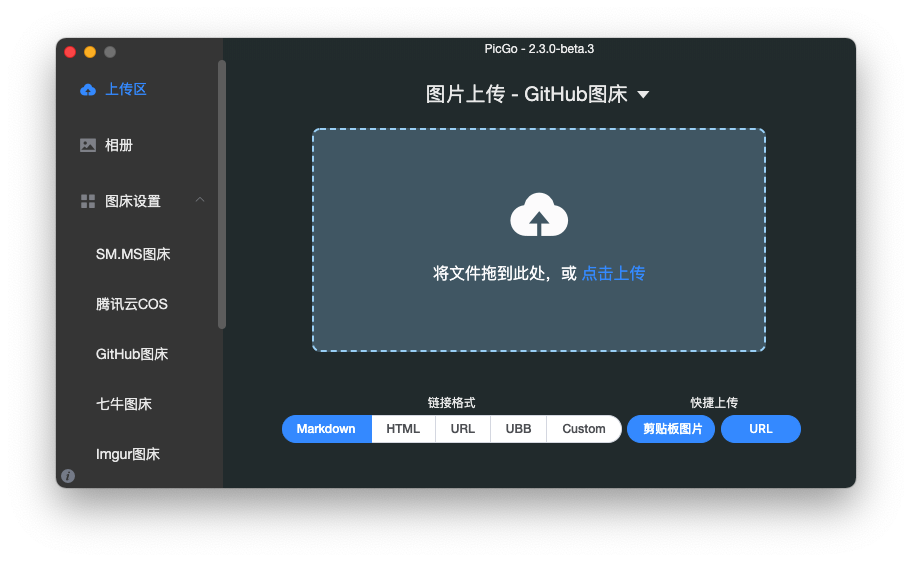 PicGo - 2.3.0-beta.3
上传区
相册
图床设置
SM.MS图床
腾讯云COS
GitHub图床
七牛图床
Imgur图床
图片上传 - GitHub图床
将文件拖到此处，或 点击上传
链接格式
Markdown HTML URL UBB Custom
快捷上传
剪贴板图片 URL